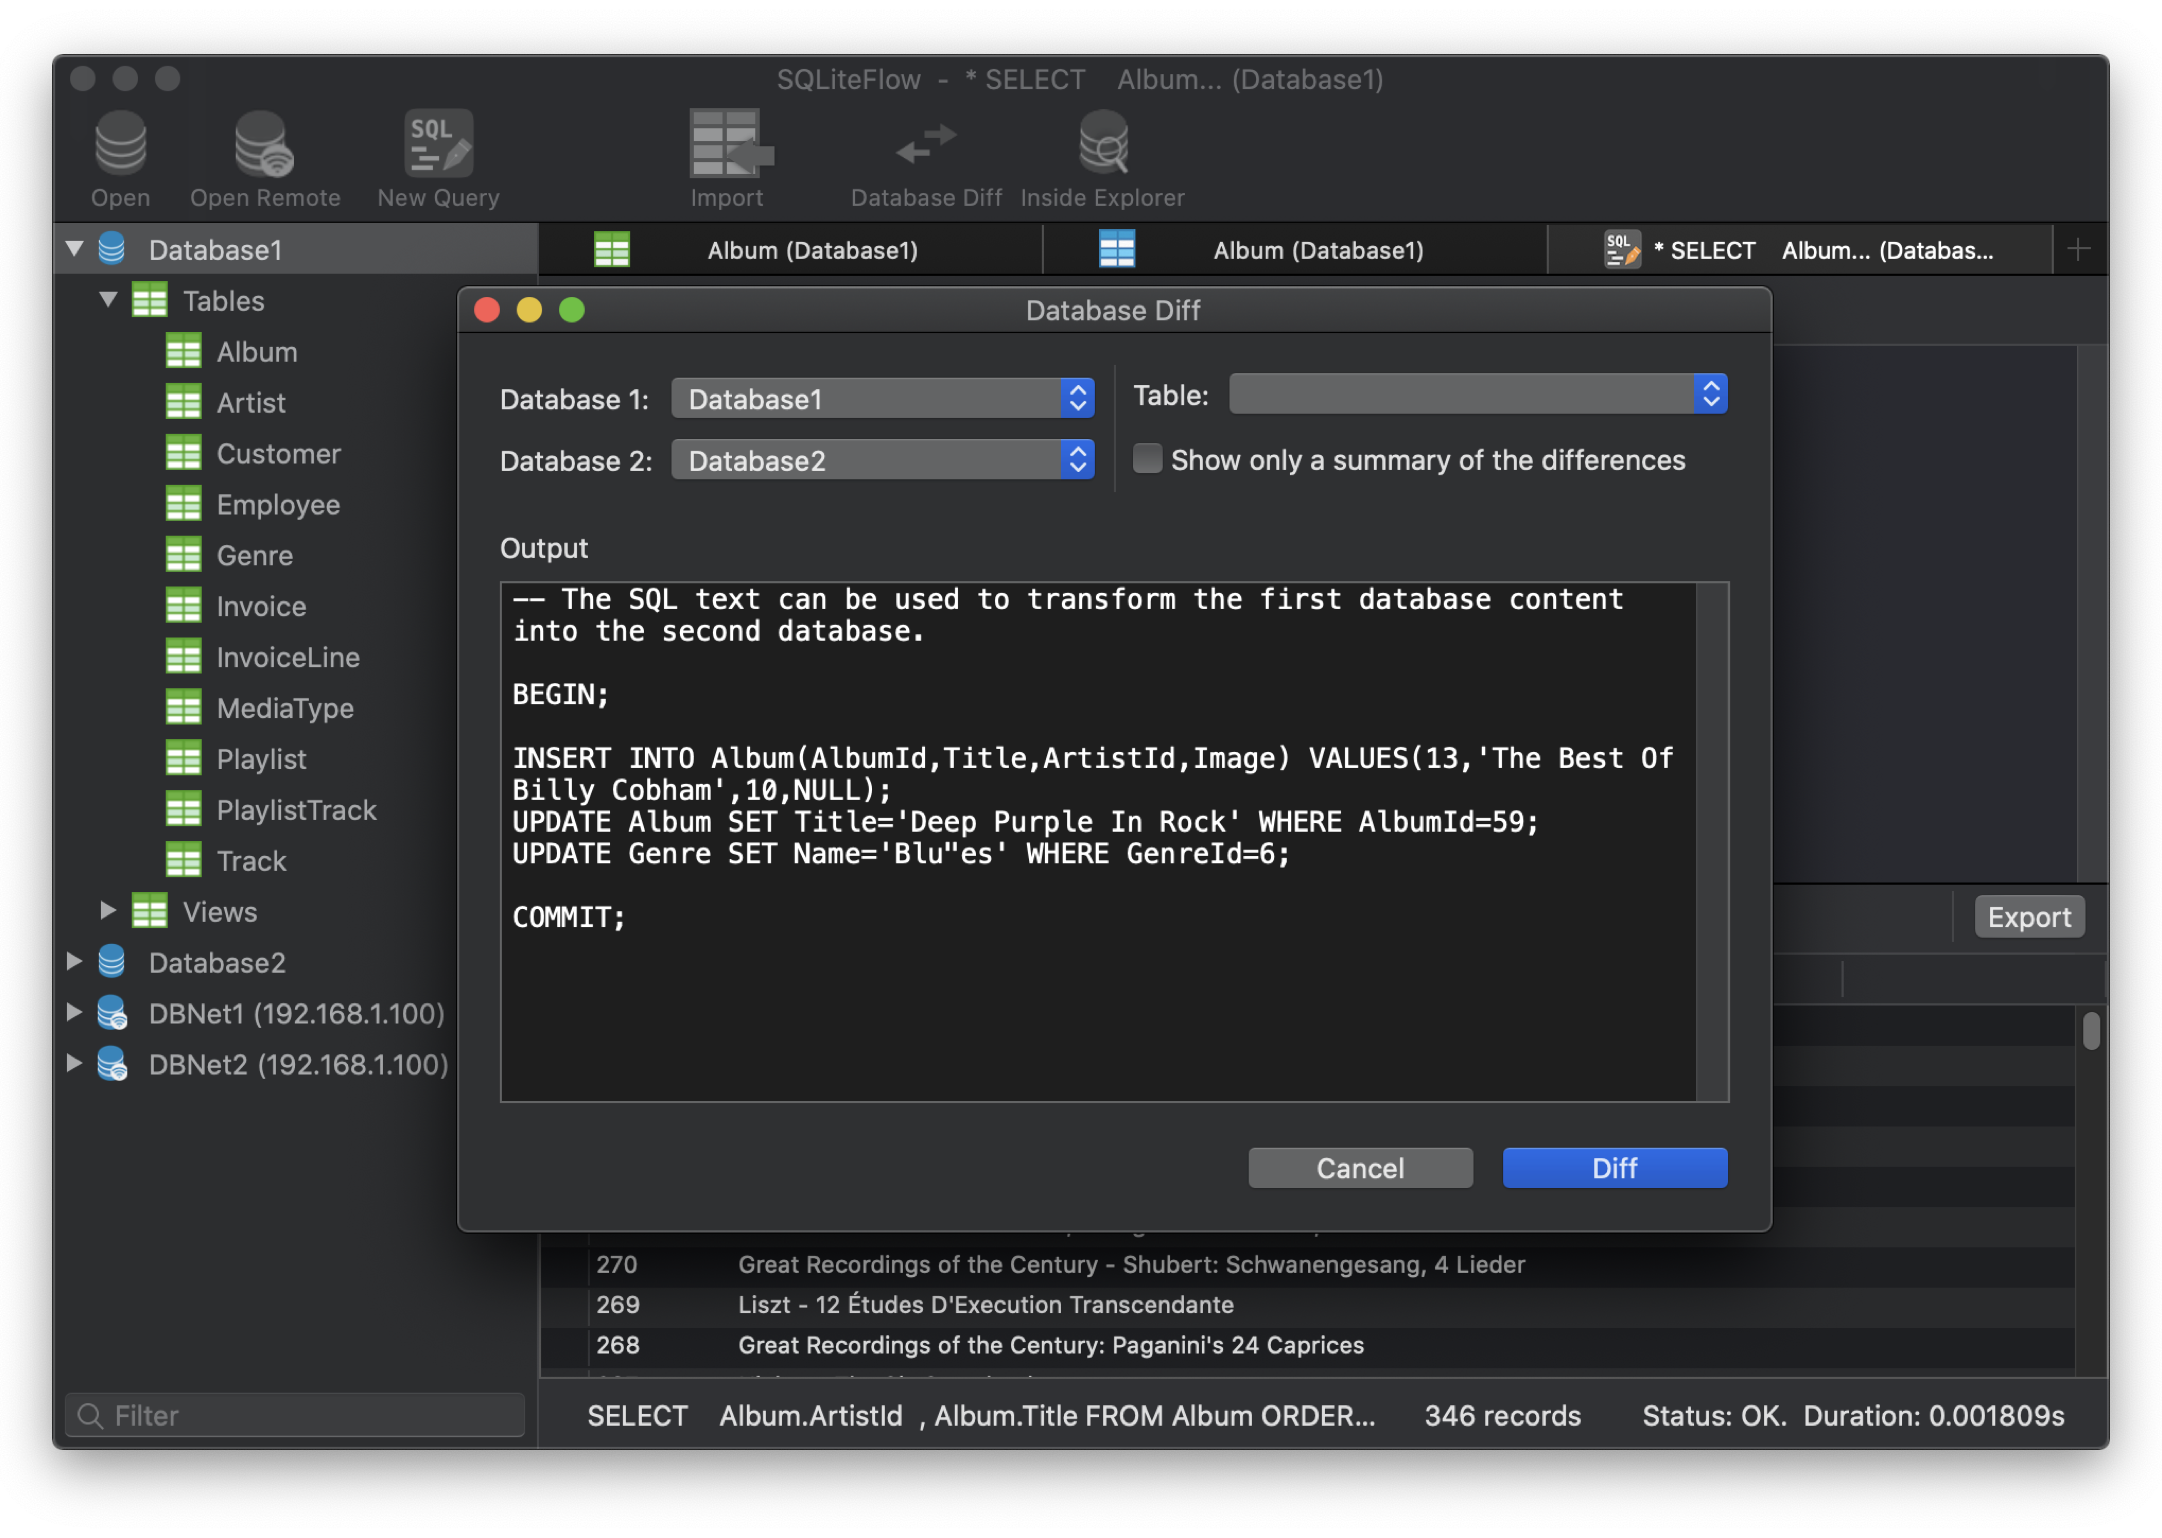 SQLiteFlow - * SELECT Album... (Database1)
Open
Open Remote
SQL
New Query
Import
Database Diff
Inside Explorer
Database1
Album (Database1)
Album (Database1)
SQL
* SELECT Album... (Databas...
Tables
Album
Artist
Customer
Employee
Genre
Invoice
InvoiceLine
MediaType
Playlist
PlaylistTrack
Track
Views
Database2
DBNet1 (192.168.1.100)
DBNet2 (192.168.1.100)
Filter
Database Diff
Database 1:
Database1
Table:
Database 2:
Database2
Show only a summary of the differences
Output
-- The SQL text can be used to transform the first database content
into the second database.
BEGIN;
INSERT INTO Album(AlbumId,Title,ArtistId,Image) VALUES(13,'The Best Of
Billy Cobham',10,NULL);
UPDATE Album SET Title='Deep Purple In Rock' WHERE AlbumId=59;
UPDATE Genre SET Name='Blu"es' WHERE GenreId=6;
COMMIT;
Cancel
Diff
Export
270 Great Recordings of the Century - Shubert: Schwanengesang, 4 Lieder
269 Liszt - 12 Études D'Execution Transcendante
268 Great Recordings of the Century: Paganini's 24 Caprices
SELECT Album.ArtistId , Album.Title FROM Album ORDER... 346 records Status: OK. Duration: 0.001809s